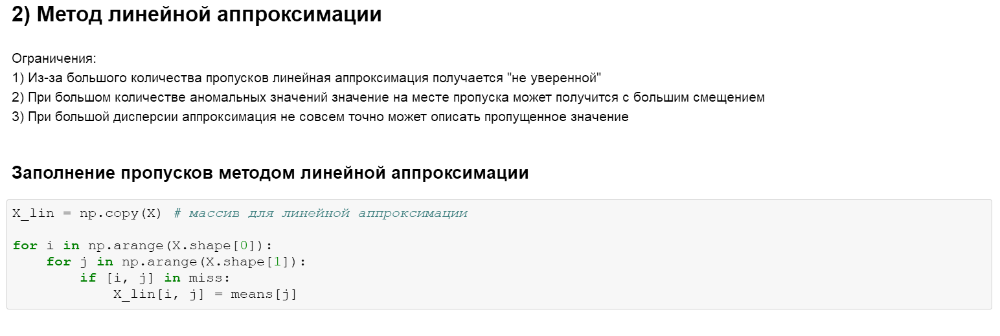 2) Метод линейной аппроксимации
Ограничения:
1) Из-за большого количества пропусков линейная аппроксимация получается "не уверенной"
2) При большом количестве аномальных значений значение на месте пропуска может получится с большим смещением
3) При большой дисперсии аппроксимация не совсем точно может описать пропущенное значение
Заполнение пропусков методом линейной аппроксимации
X_lin = np.copy(X) # массив для линейной аппроксимации
for i in np.arange(X.shape[0]):
    for j in np.arange(X.shape[1]):
        if [i, j] in miss:
            X_lin[i, j] = means[j]